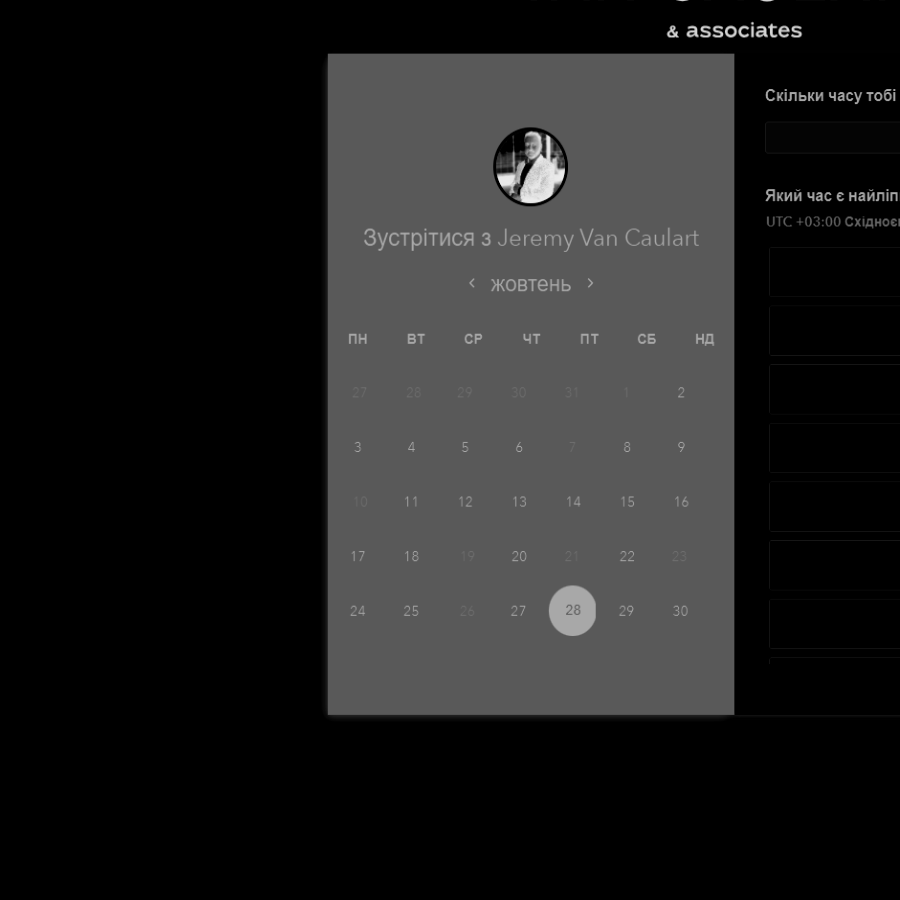 & associates
Скільки часу тобі
Зустрітися з Jeremy Van Caulart
жовтень
ПН ВТ СР ЧТ ПТ СБ НД
27 28 29 30 31 1 2
3 4 5 6 7 8 9
10 11 12 13 14 15 16
17 18 19 20 21 22 23
24 25 26 27 28 29 30
Який час є найліп
UTC +03:00 Східноє